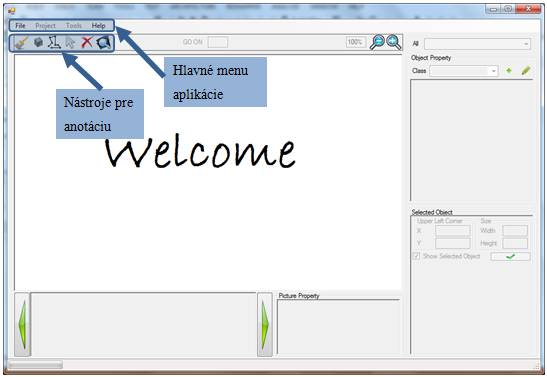 File Project Tools Help
GO ON
100%
All
Hlavné menu
aplikácie
Object Property
Class
Nástroje pre
anotáciu
Welcome
Selected Object
Upper Left Corner Size
X Width
Y Height
Show Selected Object
Picture Property